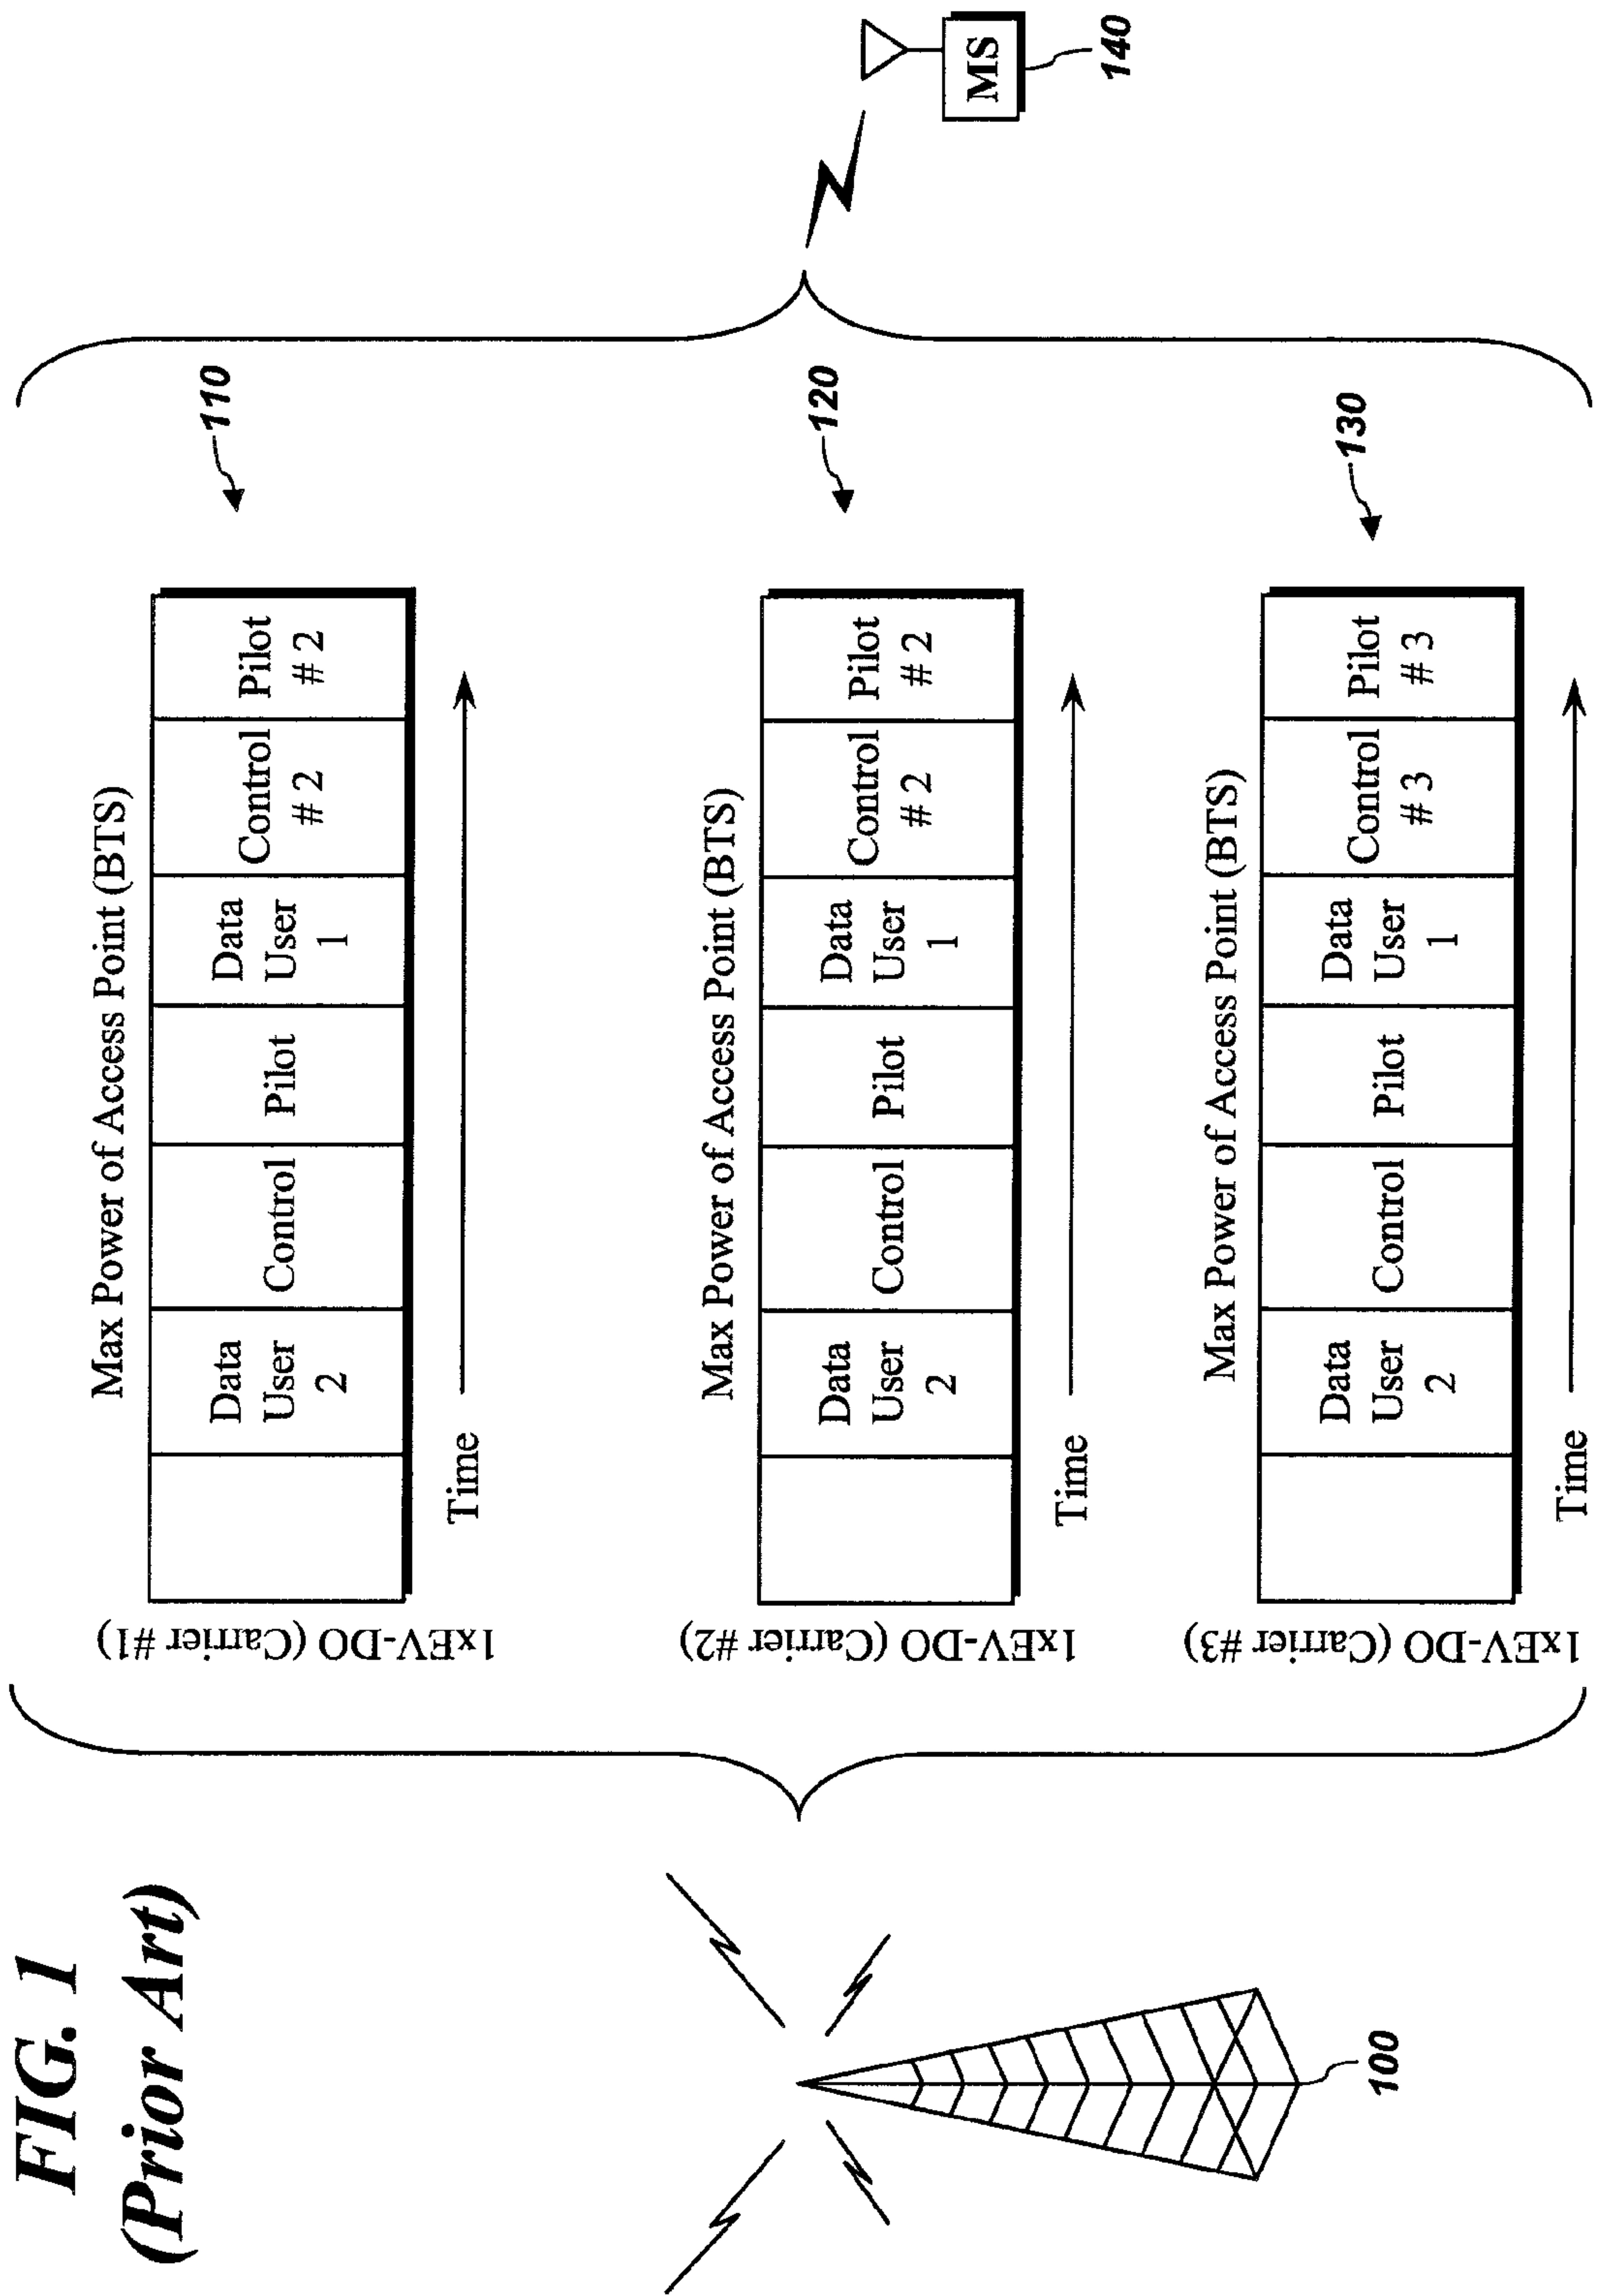 FIG. 1
(Prior Art)
100
1xEV-DO (Carrier #1)
Max Power of Access Point (BTS)
Data
User
2
Control
Pilot
Data
User
1
Control
# 2
Pilot
# 2
Time
110
1xEV-DO (Carrier #2)
Max Power of Access Point (BTS)
Data
User
2
Control
Pilot
Data
User
1
Control
# 2
Pilot
# 2
Time
120
1xEV-DO (Carrier #3)
Max Power of Access Point (BTS)
Data
User
2
Control
Pilot
Data
User
1
Control
# 3
Pilot
# 3
Time
130
MS
140